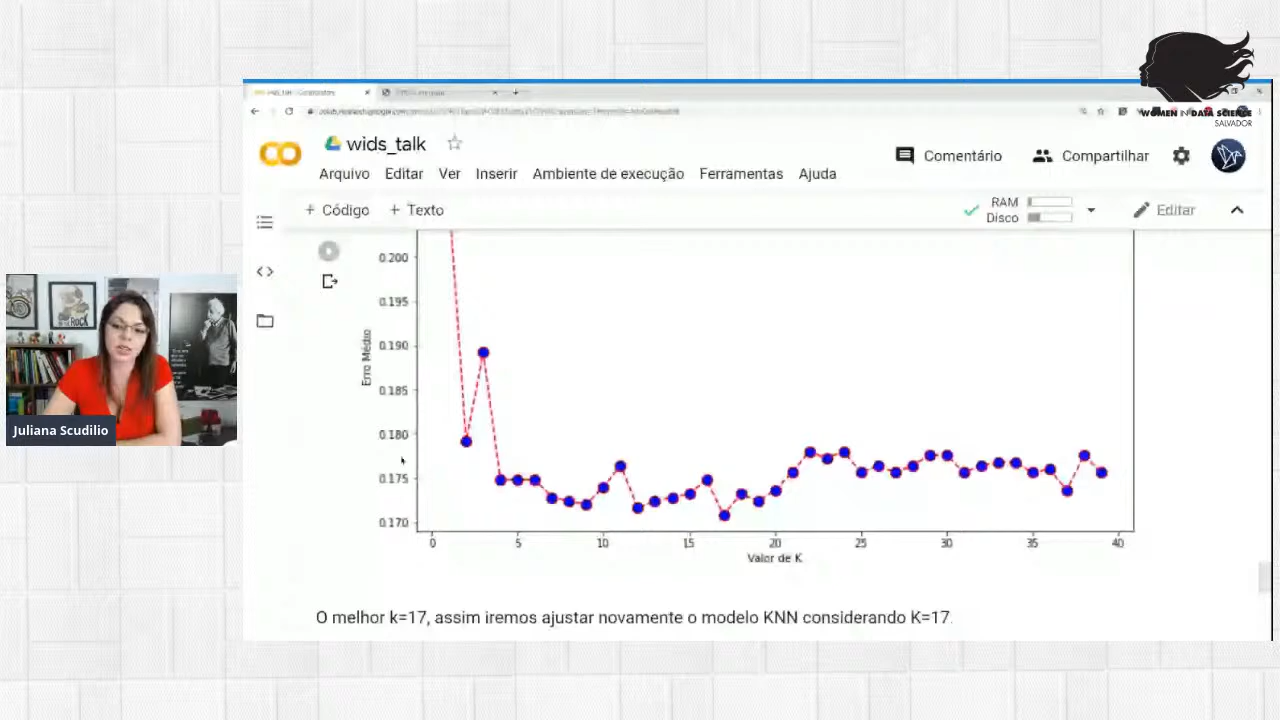 WOMEN IN DATA SCIENCE
SALVADOR
wids_talk
Comentário
Compartilhar
Arquivo
Editar
Ver
Inserir
Ambiente de execução
Ferramentas
Ajuda
+ Código
+ Texto
RAM
Disco
Editar
0.200
0.195
0.190
0.185
0.180
0.175
0.170
Erro Médio
0
5
10
15
20
25
30
35
40
Valor de K
Juliana Scudilio
O melhor k=17, assim iremos ajustar novamente o modelo KNN considerando K=17.